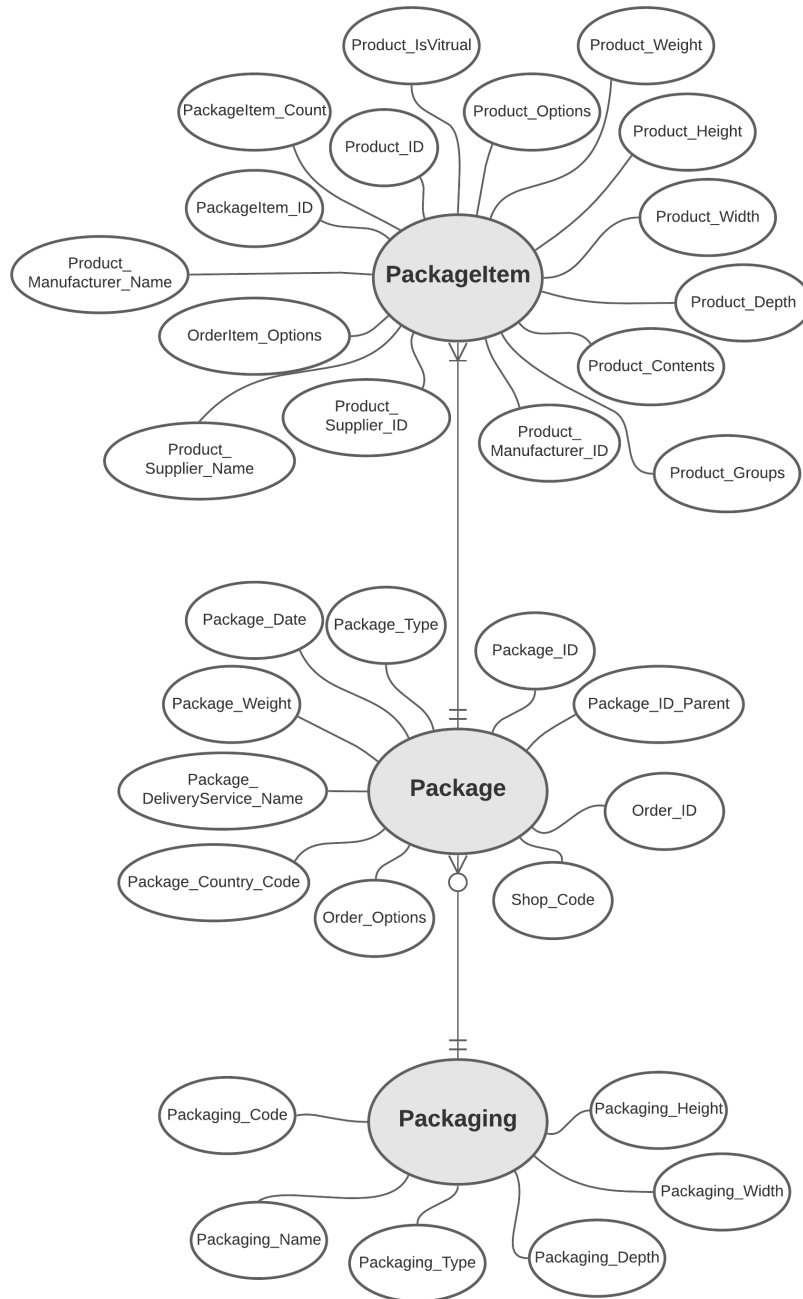 Product_IsVitrual
Product_Weight
PackageItem_Count
Product_Options
Product_ID
Product_Height
PackageItem_ID
Product_Width
PackageItem
Product_
Manufacturer_Name
Product_Depth
OrderItem_Options
Product_Contents
Product_
Supplier_ID
Product_
Manufacturer_ID
Product_
Supplier_Name
Product_Groups
Package_Date
Package_Type
Package_ID
Package_Weight
Package_ID_Parent
Package_
DeliveryService_Name
Package
Order_ID
Package_Country_Code
Order_Options
Shop_Code
Packaging_Code
Packaging
Packaging_Height
Packaging_Width
Packaging_Name
Packaging_Type
Packaging_Depth